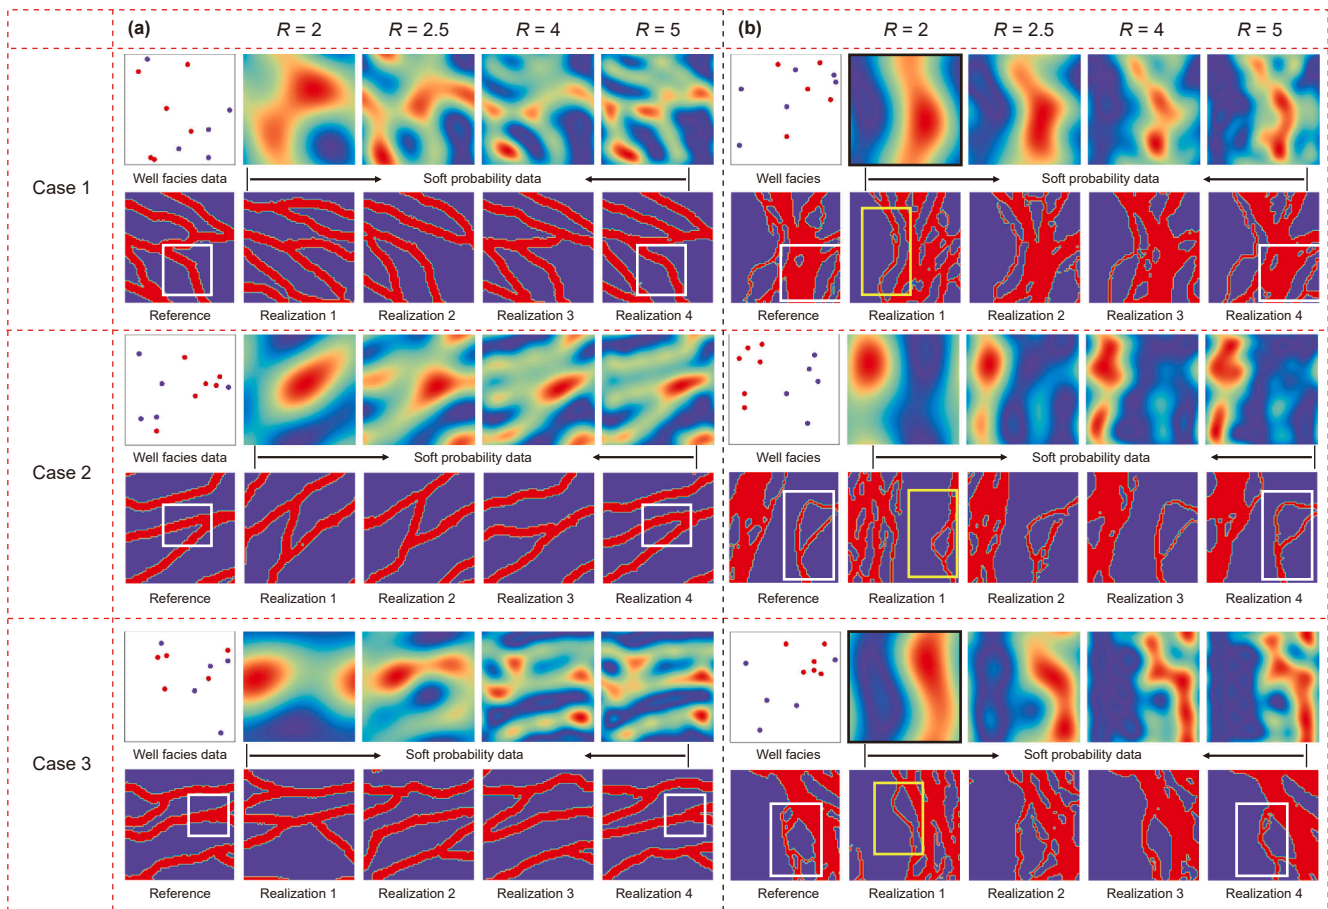 (a) R = 2 R = 2.5 R = 4 R = 5 (b) R = 2 R = 2.5 R = 4 R = 5
Case 1
Well facies data Soft probability data Well facies Soft probability data
Reference Realization 1 Realization 2 Realization 3 Realization 4 Reference Realization 1 Realization 2 Realization 3 Realization 4
Case 2
Well facies data Soft probability data Well facies Soft probability data
Reference Realization 1 Realization 2 Realization 3 Realization 4 Reference Realization 1 Realization 2 Realization 3 Realization 4
Case 3
Well facies data Soft probability data Well facies Soft probability data
Reference Realization 1 Realization 2 Realization 3 Realization 4 Reference Realization 1 Realization 2 Realization 3 Realization 4